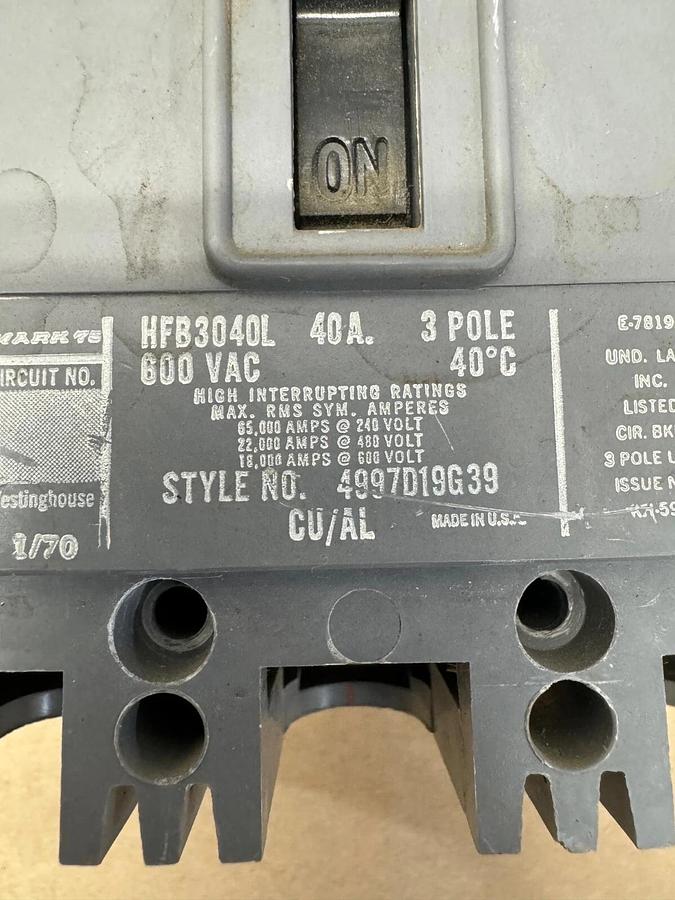 ON
MARK 75
IRCUIT NO.
estinghouse
1/70
HFB3040L 40A. 3 POLE
600 VAC 40°C
HIGH INTERRUPTING RATINGS
MAX. RMS SYM. AMPERES
65,000 AMPS @ 240 VOLT
22,000 AMPS @ 480 VOLT
18,000 AMPS @ 600 VOLT
STYLE NO. 4997D19G39
CU/AL MADE IN U.S.A.
E-7819
UND. LA
INC.
LISTED
CIR. BK
3 POLE U
ISSUE N